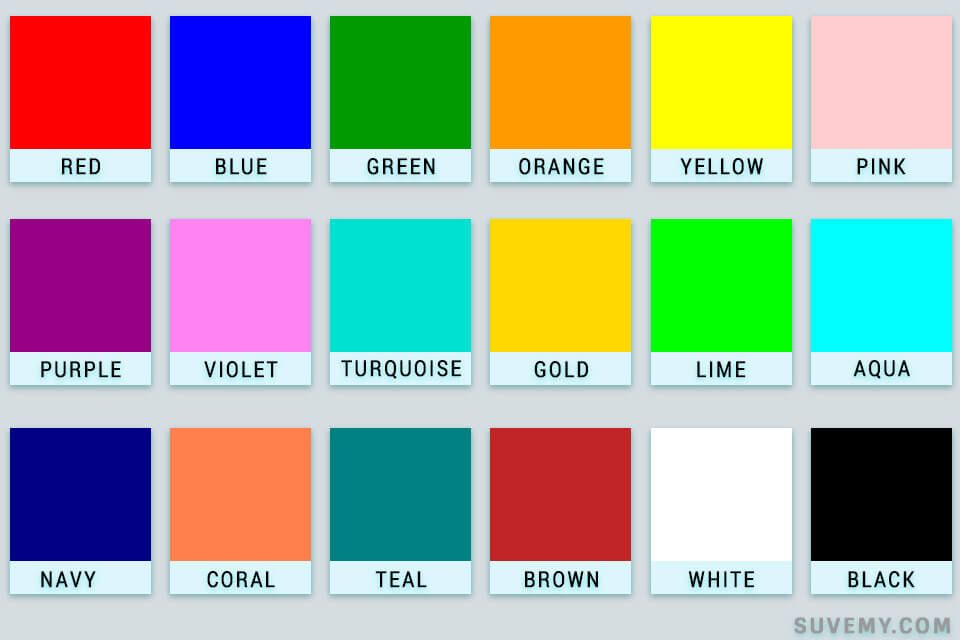 RED BLUE GREEN ORANGE YELLOW PINK
PURPLE VIOLET TURQUOISE GOLD LIME AQUA
NAVY CORAL TEAL BROWN WHITE BLACK
SUVEMY.COM